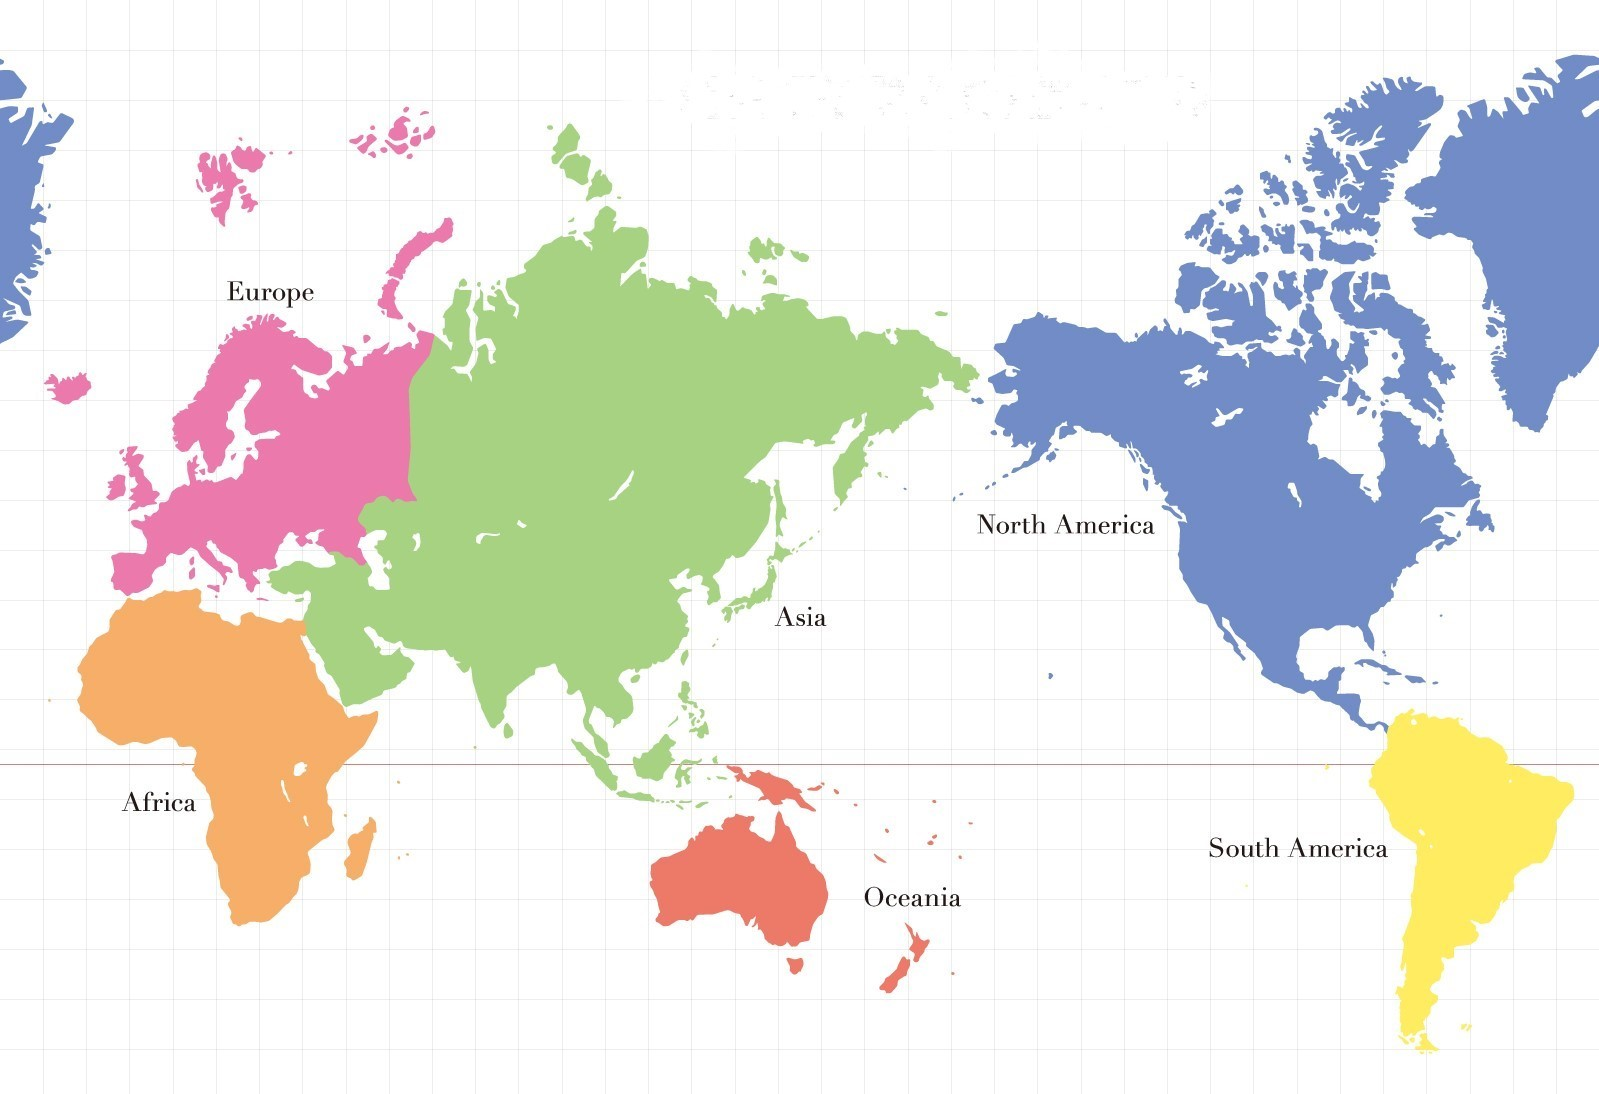 Europe
North America
Asia
Africa
South America
Oceania